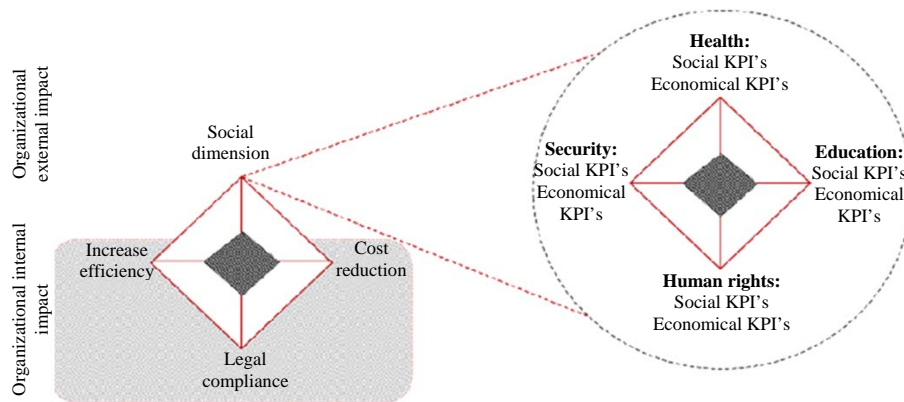 Organizational
external impact
Organizational internal
impact
Social
dimension
Increase
efficiency
Cost
reduction
Legal
compliance
Health:
Social KPI's
Economical KPI's
Security:
Social KPI's
Economical
KPI's
Education:
Social KPI's
Economical
KPI's
Human rights:
Social KPI's
Economical KPI's